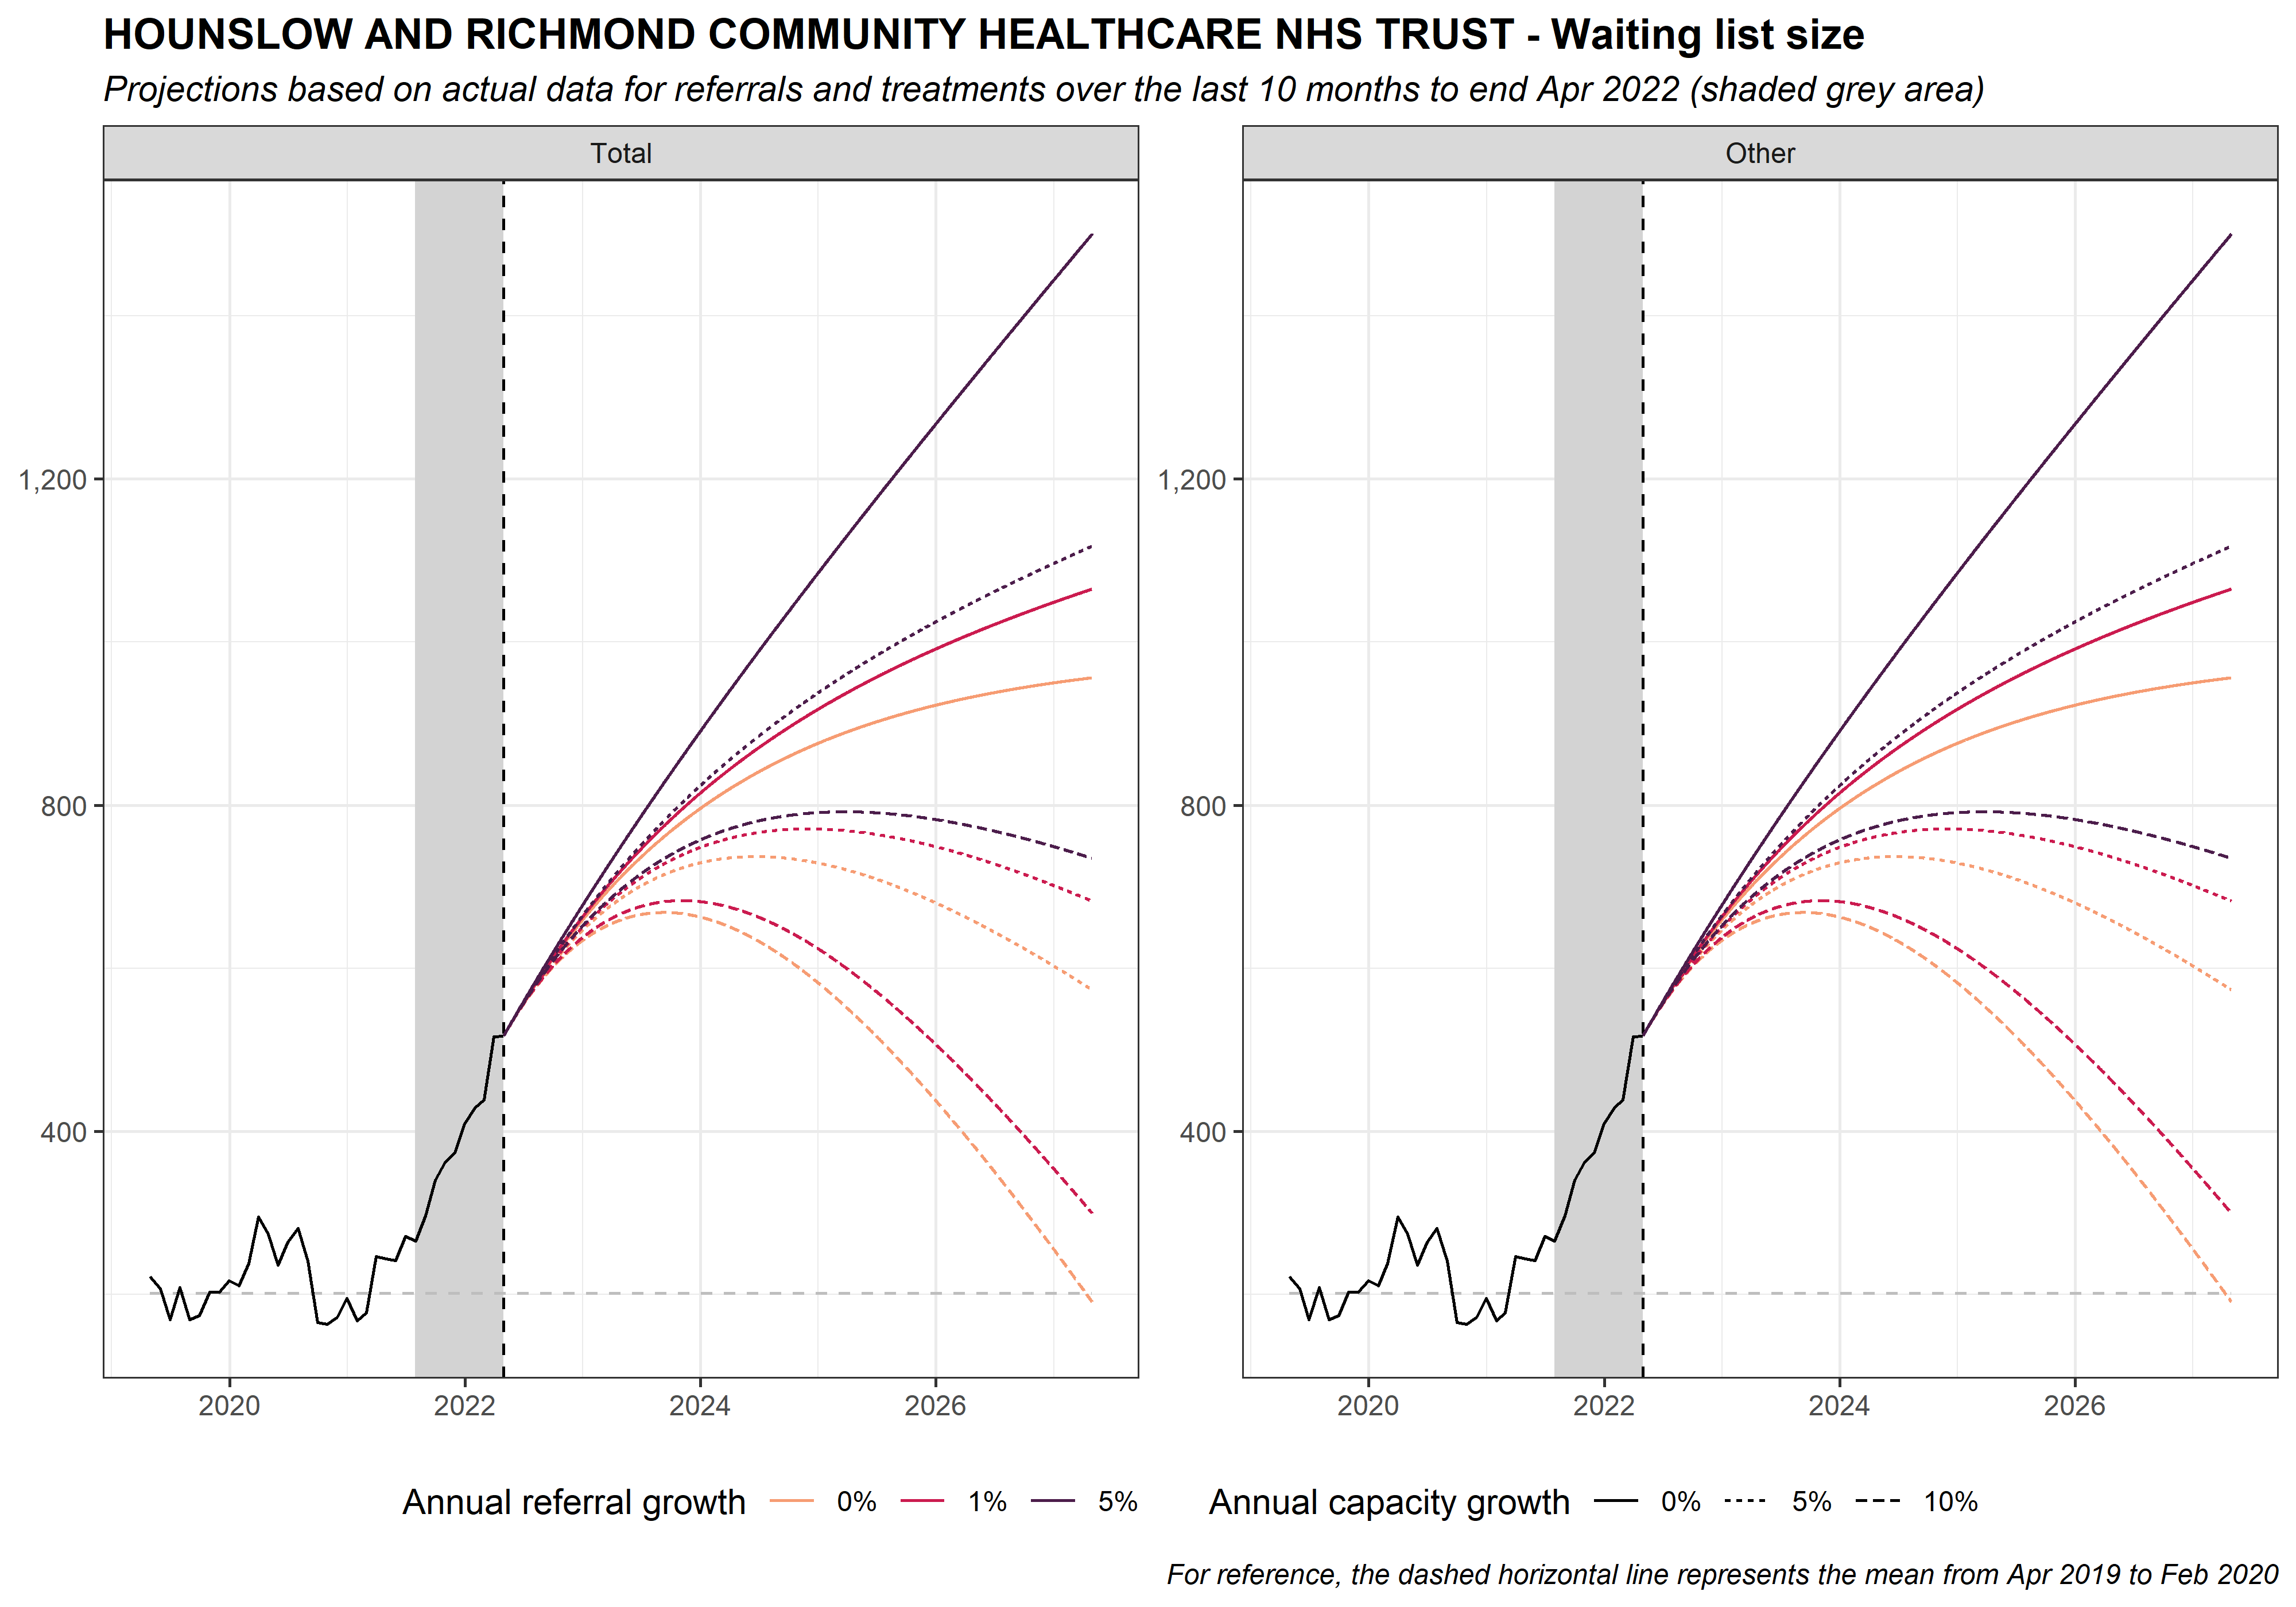 HOUNSLOW AND RICHMOND COMMUNITY HEALTHCARE NHS TRUST - Waiting list size
Projections based on actual data for referrals and treatments over the last 10 months to end Apr 2022 (shaded grey area)
Total
Other
1,200
800
400
1,200
800
400
2020 2022 2024 2026
2020 2022 2024 2026
Annual referral growth 0% 1% 5%
Annual capacity growth 0% 5% 10%
For reference, the dashed horizontal line represents the mean from Apr 2019 to Feb 2020